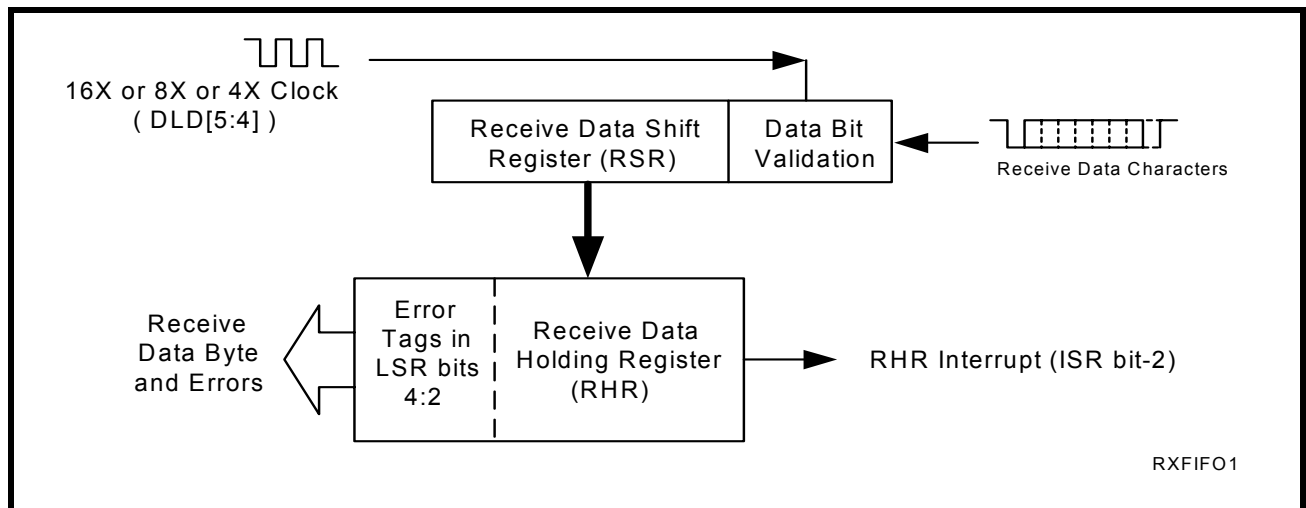 16X or 8X or 4X Clock
( DLD[5:4] )
Receive Data Shift
Register (RSR)
Data Bit
Validation
Receive Data Characters
Receive
Data Byte
and Errors
Error
Tags in
LSR bits
4:2
Receive Data
Holding Register
(RHR)
RHR Interrupt (ISR bit-2)
RXFIFO1